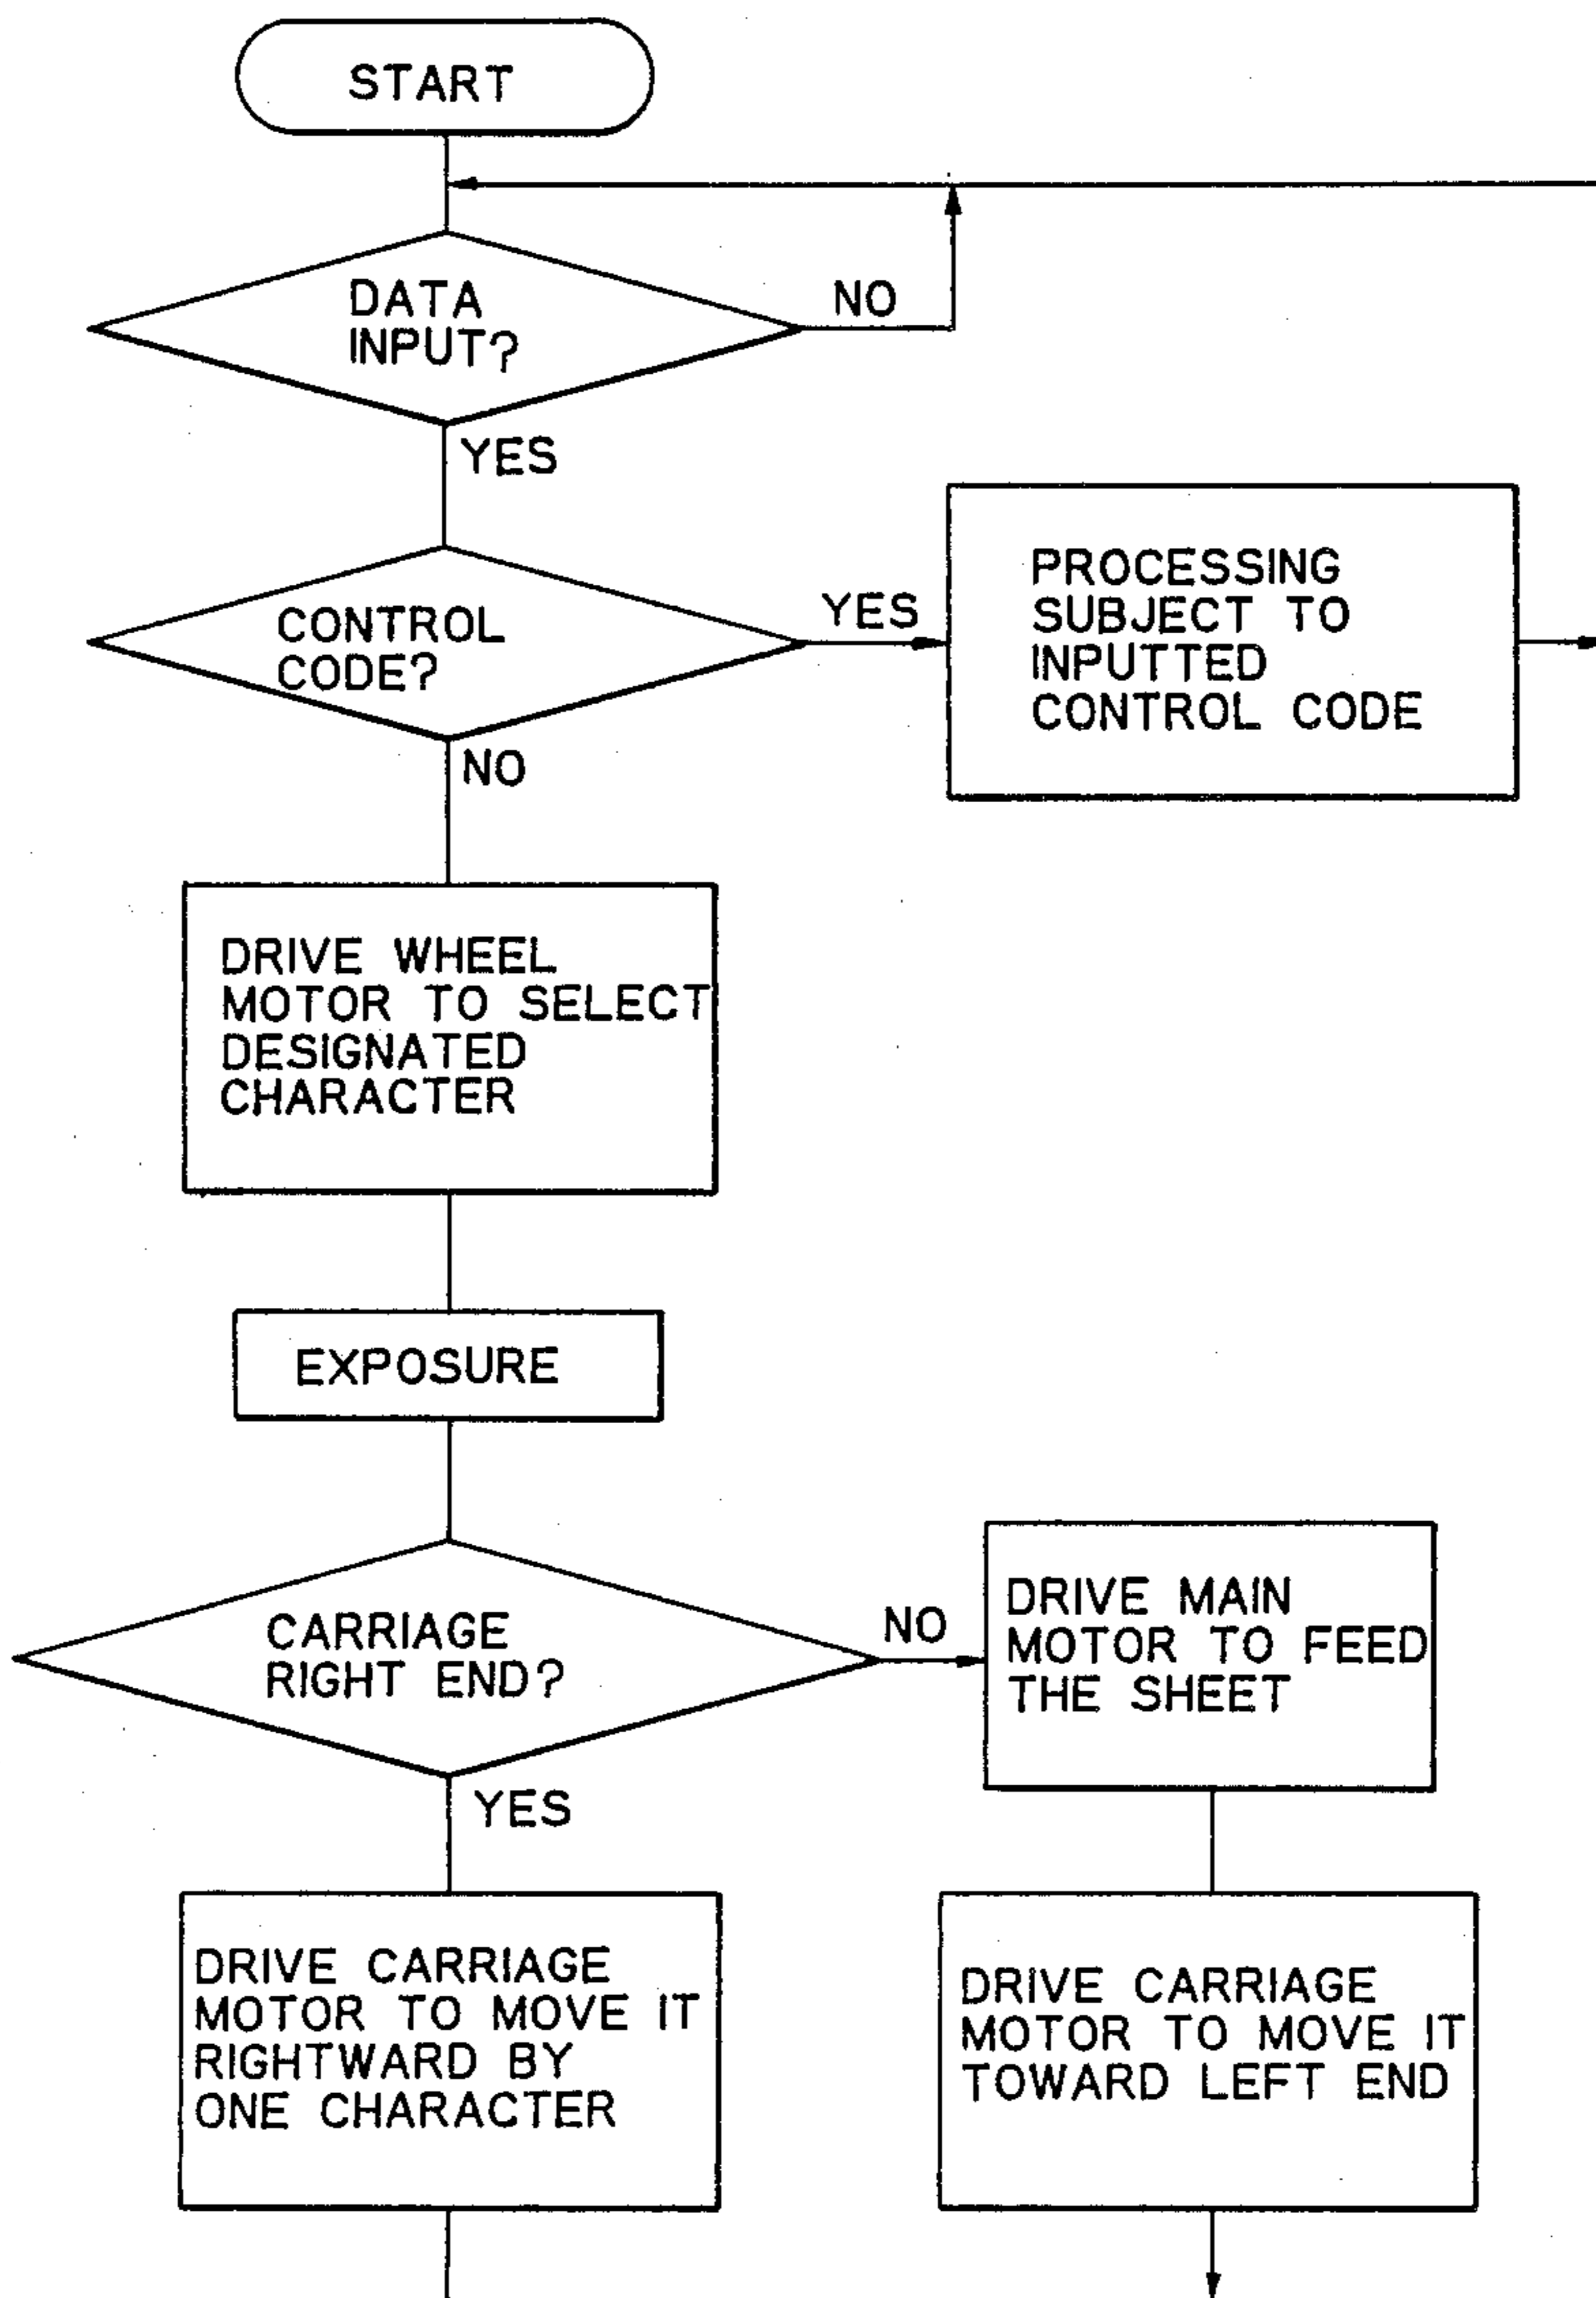 START
DATA
INPUT?
NO
YES
CONTROL
CODE?
YES
PROCESSING
SUBJECT TO
INPUTTED
CONTROL CODE
NO
DRIVE WHEEL
MOTOR TO SELECT
DESIGNATED
CHARACTER
EXPOSURE
CARRIAGE
RIGHT END?
NO
DRIVE MAIN
MOTOR TO FEED
THE SHEET
YES
DRIVE CARRIAGE
MOTOR TO MOVE IT
RIGHTWARD BY
ONE CHARACTER
DRIVE CARRIAGE
MOTOR TO MOVE IT
TOWARD LEFT END